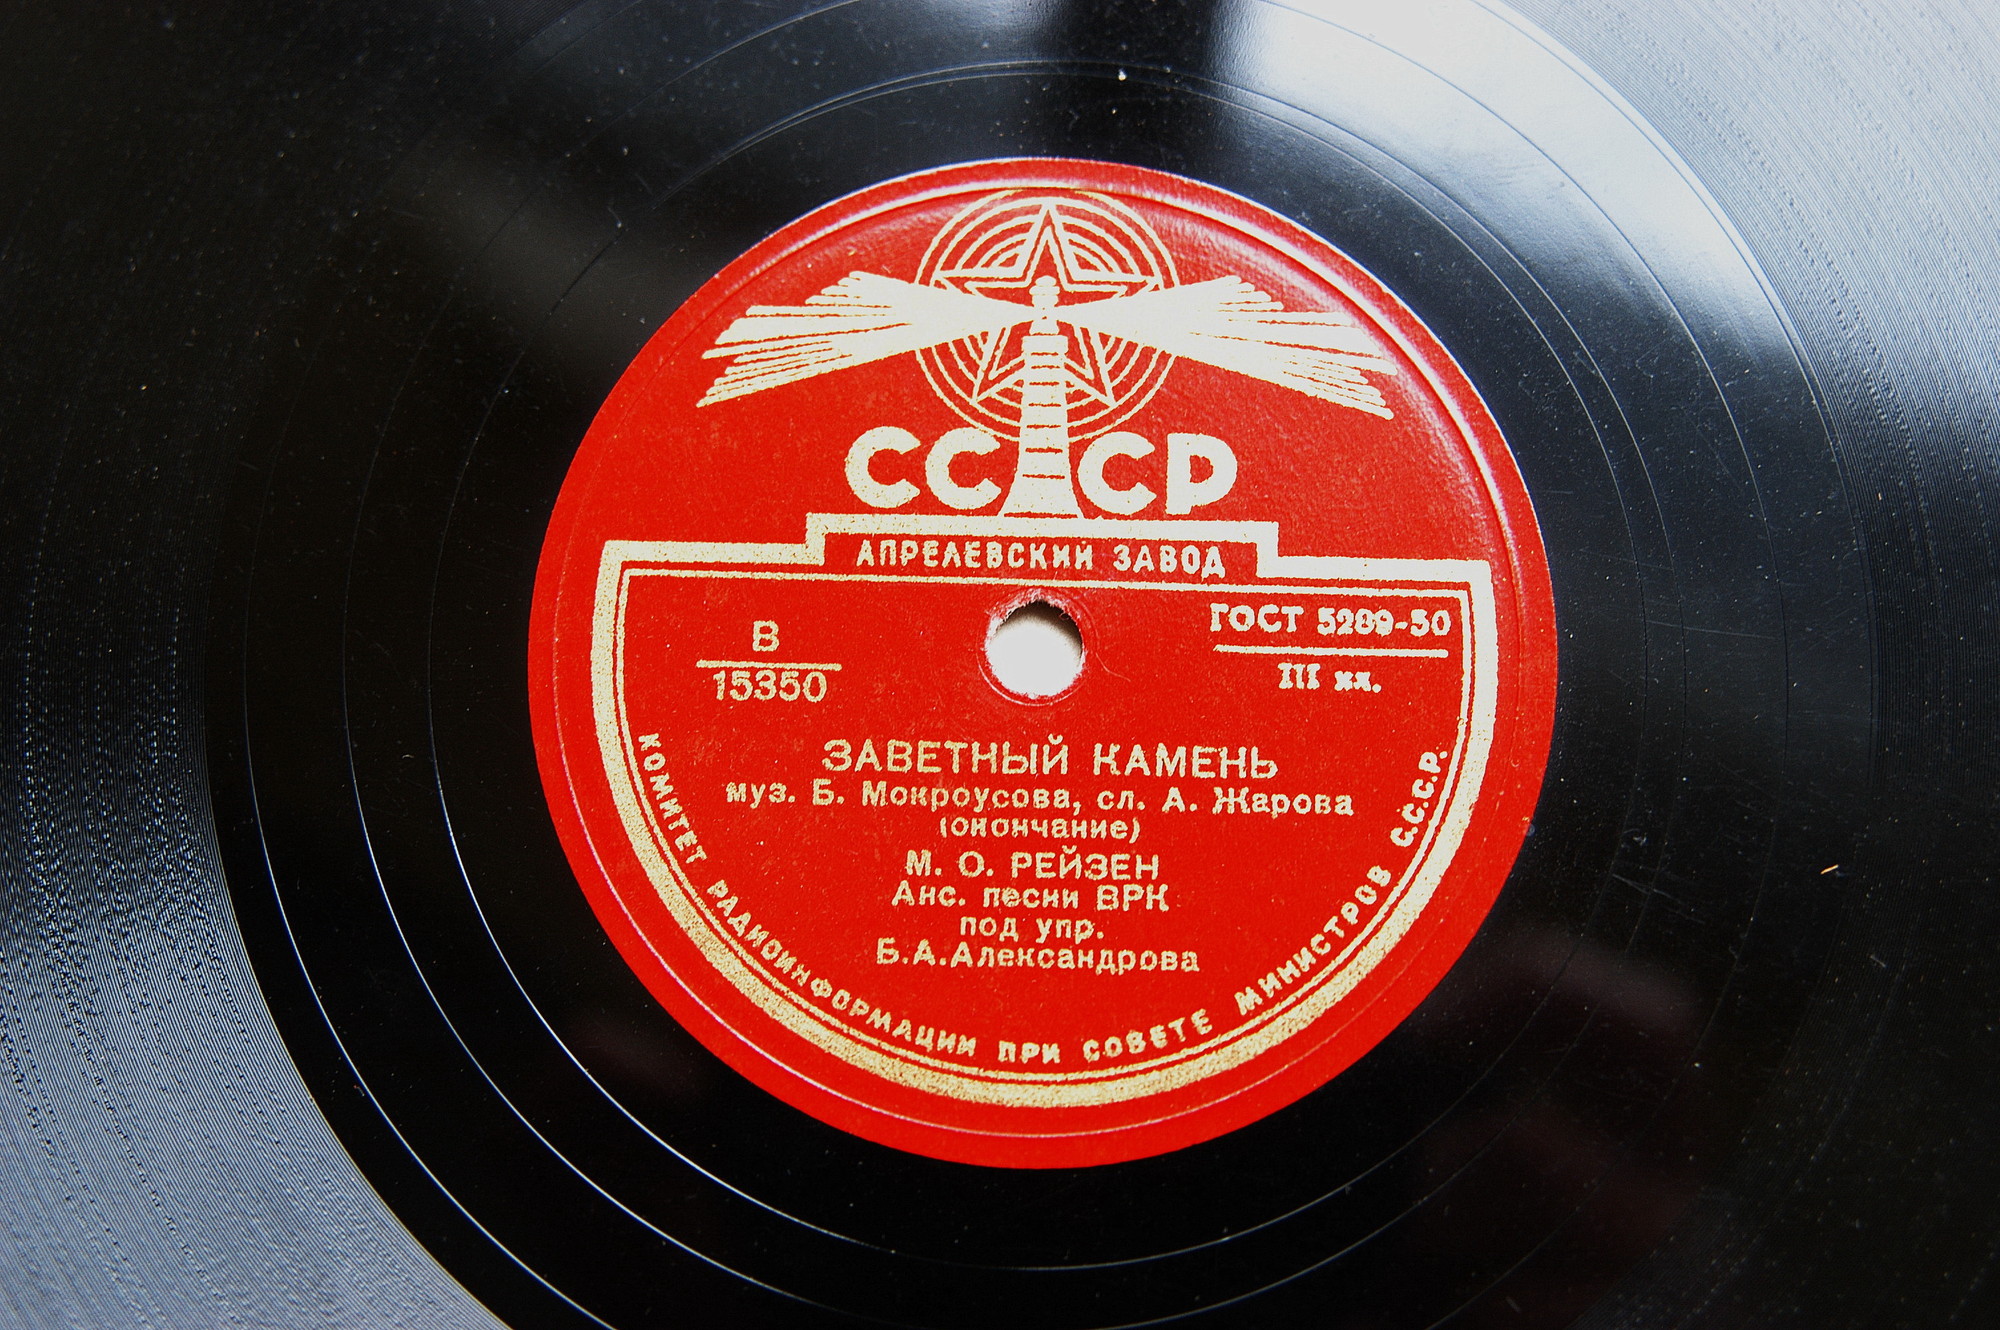 СССР
АПРЕЛЕВСКИЙ ЗАВОД
В
15350
ГОСТ 5289-50
III кл.
ЗАВЕТНЫЙ КАМЕНЬ
муз. Б. Мокроусова, сл. А. Жарова
(окончание)
М. О. РЕЙЗЕН
Анс. песни ВРК
под упр.
Б.А.Александрова
КОМИТЕТ РАДИОИНФОРМАЦИИ ПРИ СОВЕТЕ МИНИСТРОВ С.С.С.Р.